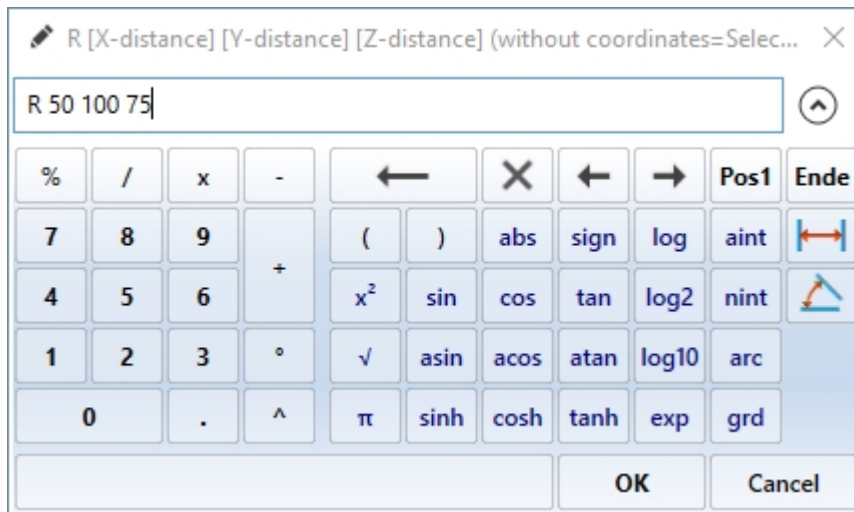 R [X-distance] [Y-distance] [Z-distance] (without coordinates=Selec...
R 50 100 75
% / x - Pos1 Ende
7 8 9 ( ) abs sign log aint
+
4 5 6 x² sin cos tan log2 nint
1 2 3 ° √ asin acos atan log10 arc
0 . ^ π sinh cosh tanh exp grd
OK Cancel